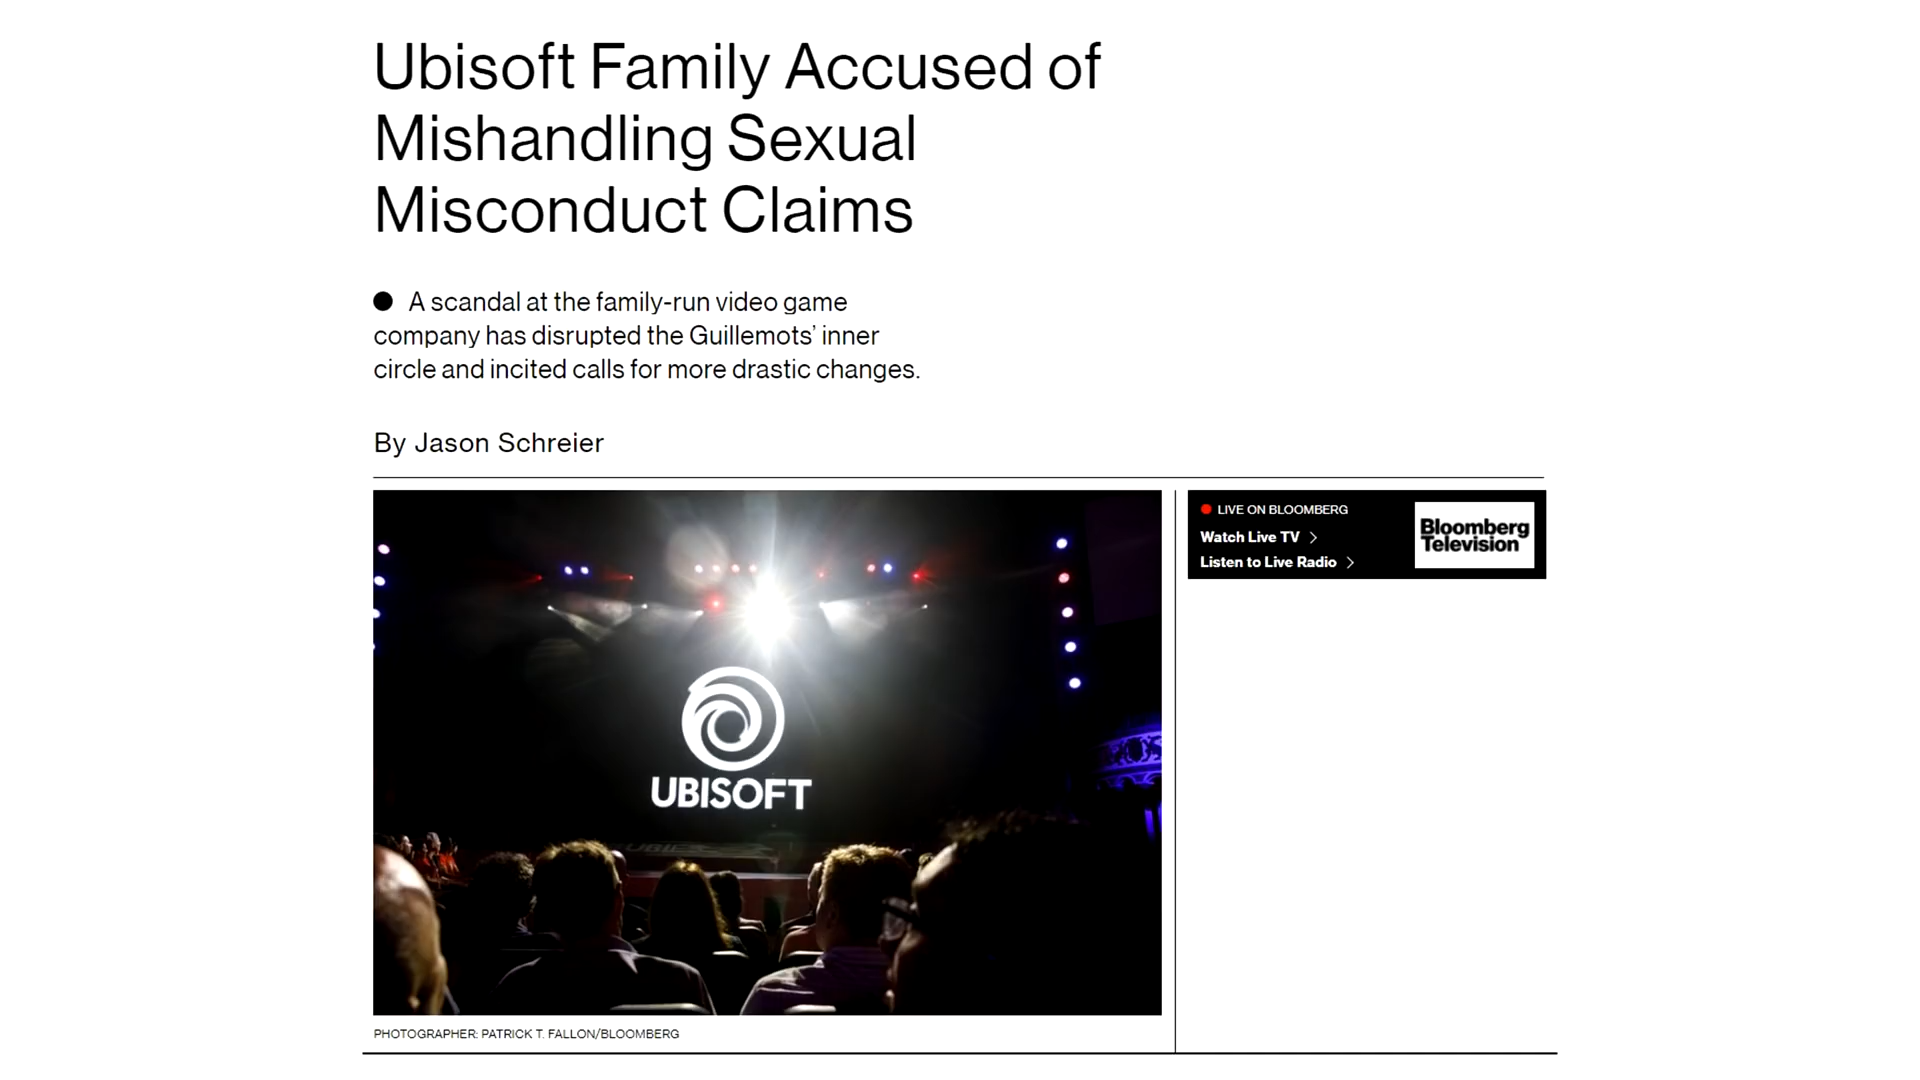 Ubisoft Family Accused of
Mishandling Sexual
Misconduct Claims
● A scandal at the family-run video game
company has disrupted the Guillemots’ inner
circle and incited calls for more drastic changes.
By Jason Schreier
LIVE ON BLOOMBERG
Watch Live TV >
Listen to Live Radio >
Bloomberg
Television
UBISOFT
PHOTOGRAPHER: PATRICK T. FALLON/BLOOMBERG